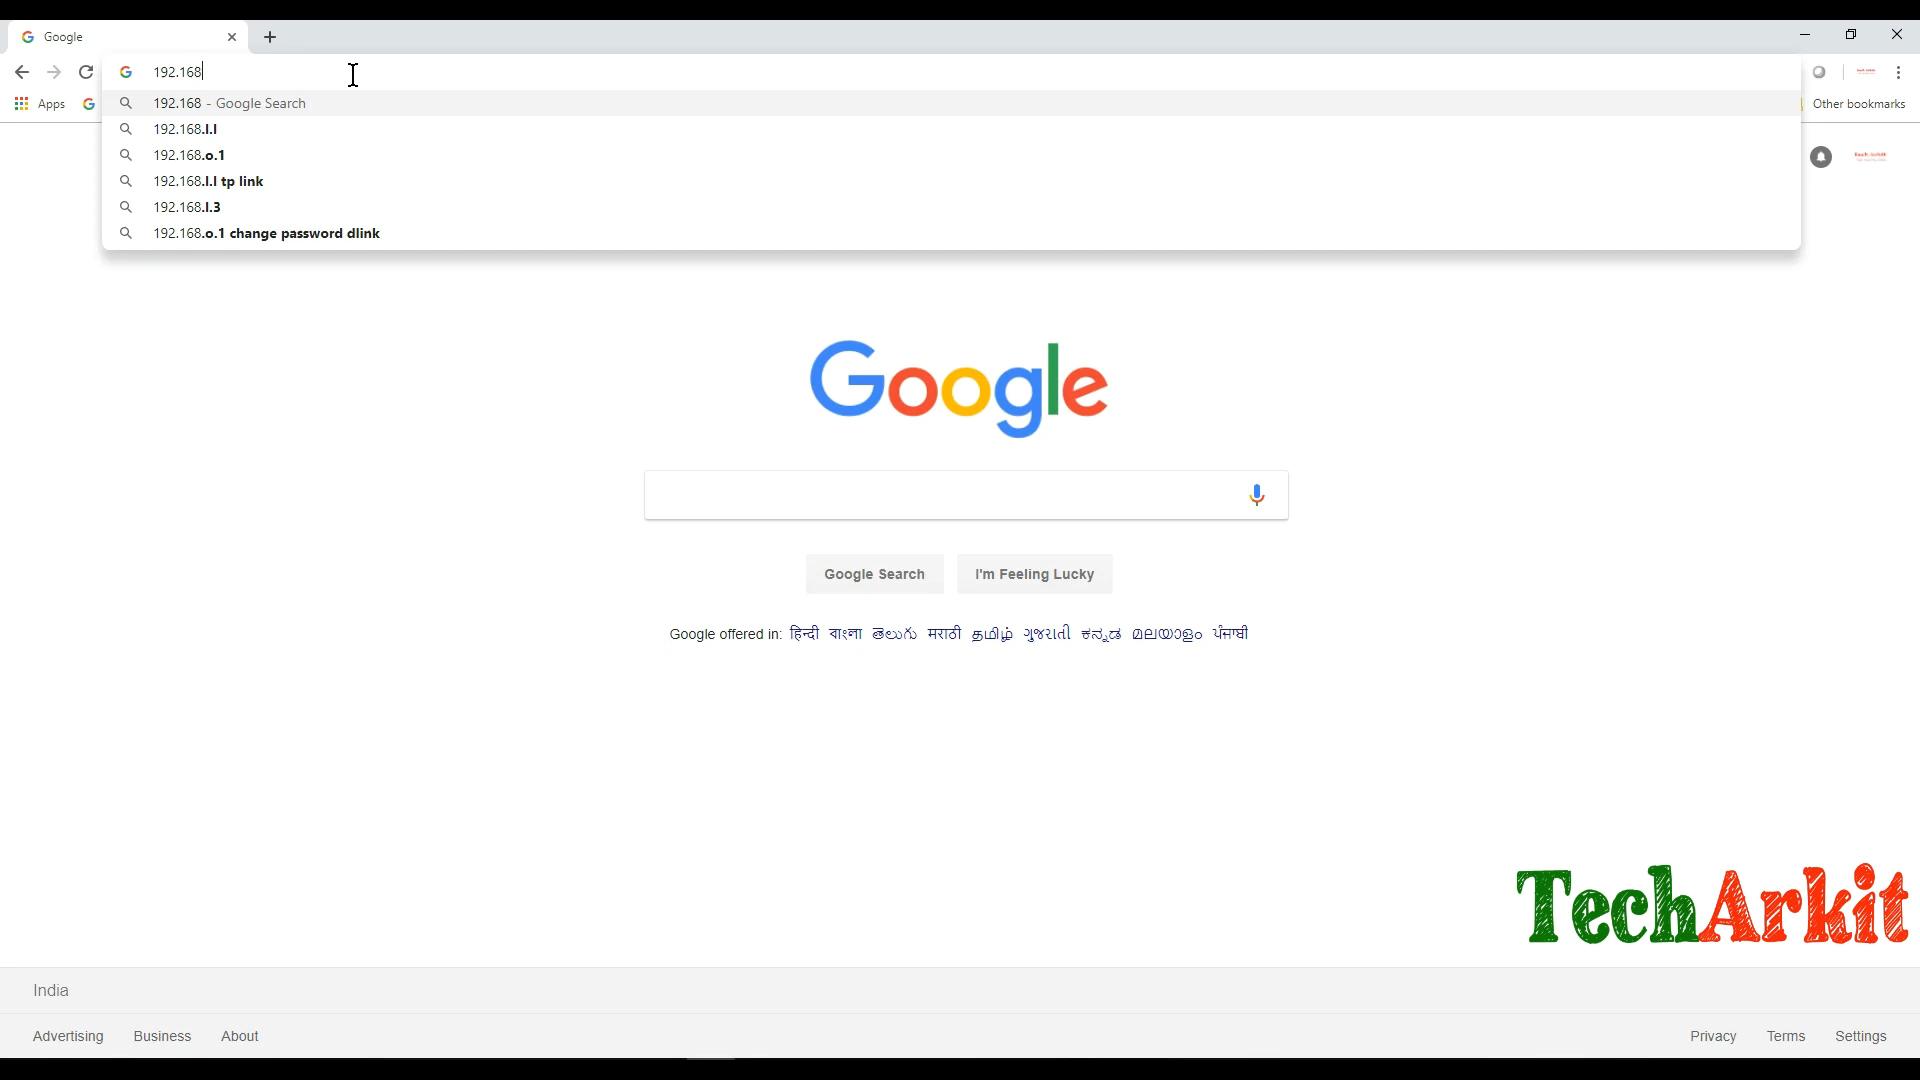 Google
192.168
Apps
Other bookmarks
192.168 - Google Search
192.168.l.l
192.168.o.1
192.168.l.l tp link
192.168.l.3
192.168.o.1 change password dlink
Google
Google Search I'm Feeling Lucky
Google offered in: हिन्दी বাংলা తెలుగు मराठी தமிழ் ગુજરાતી ಕನ್ನಡ മലയാളം ਪੰਜਾਬੀ
TechArkit
India
Advertising Business About Privacy Terms Settings